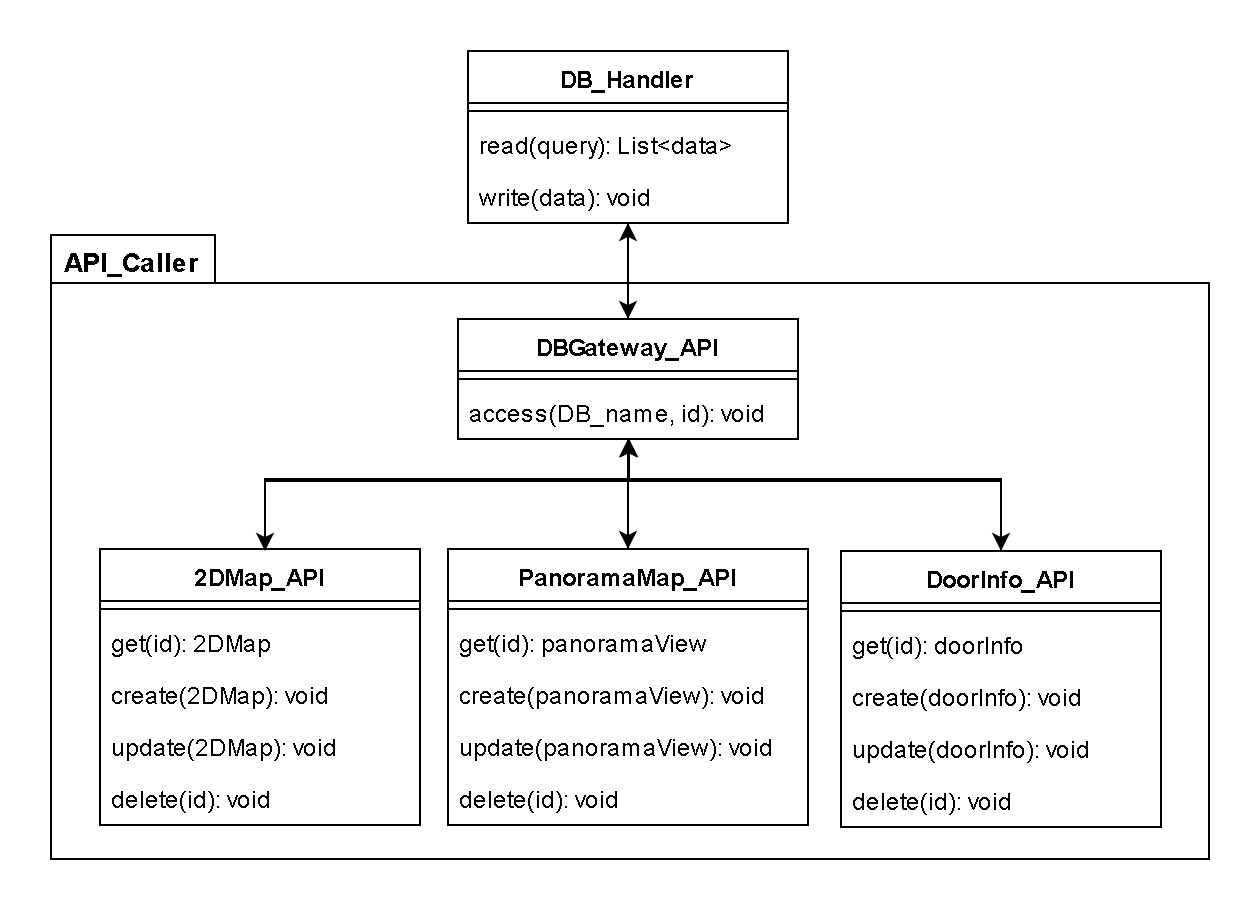 DB_Handler
read(query): List<data>
write(data): void
API_Caller
DBGateway_API
access(DB_name, id): void
2DMap_API
get(id): 2DMap
create(2DMap): void
update(2DMap): void
delete(id): void
PanoramaMap_API
get(id): panoramaView
create(panoramaView): void
update(panoramaView): void
delete(id): void
DoorInfo_API
get(id): doorInfo
create(doorInfo): void
update(doorInfo): void
delete(id): void